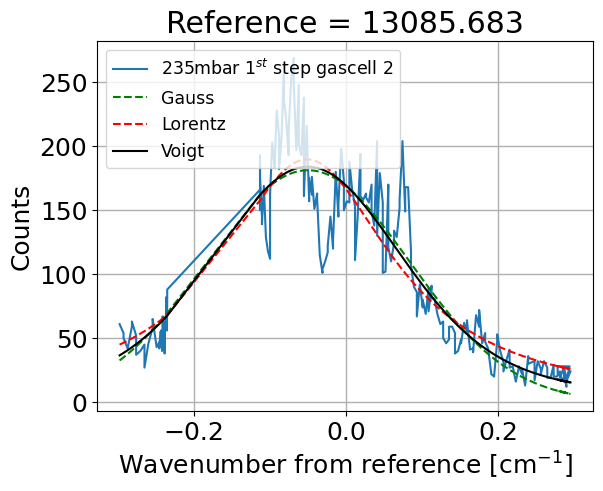 Reference = 13085.683
235mbar 1st step gascell 2
Gauss
Lorentz
Voigt
Counts
250
200
150
100
50
0
−0.2 0.0 0.2
Wavenumber from reference [cm−1]